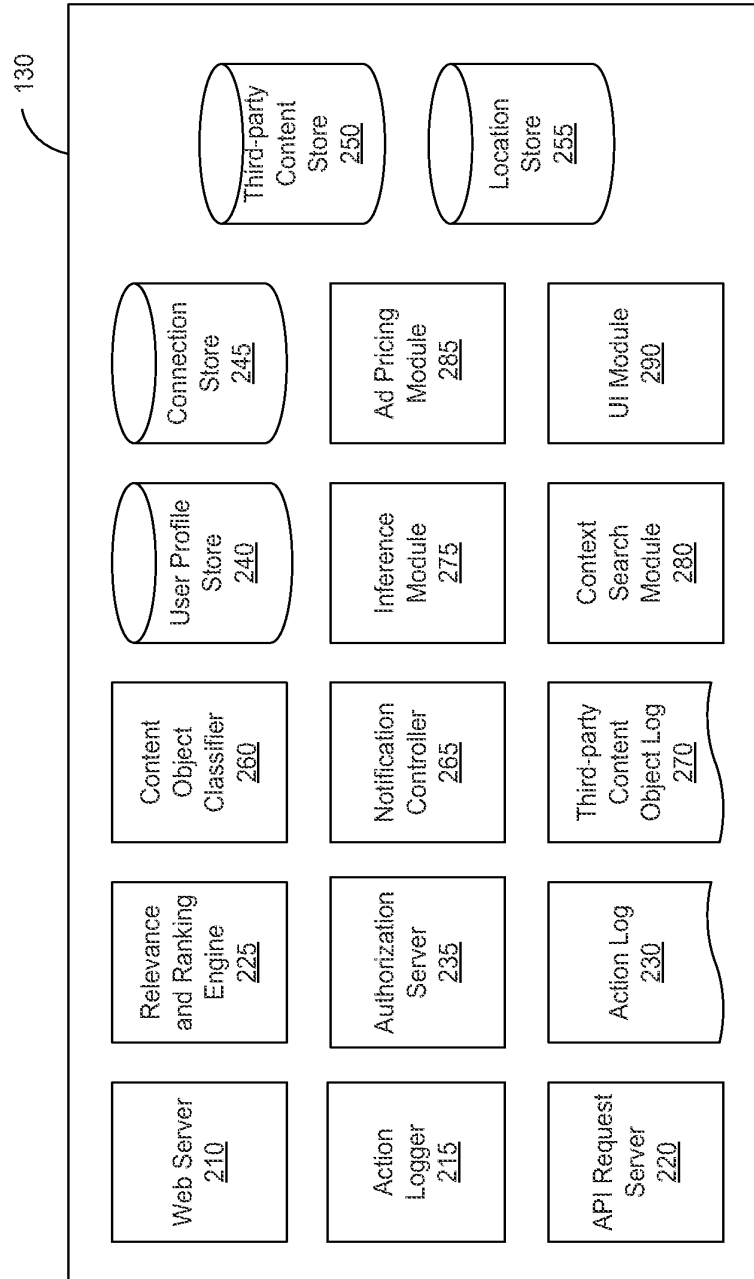 130
Web Server
210
Relevance
and Ranking
Engine
225
Content
Object
Classifier
260
User Profile
Store
240
Connection
Store
245
Third-party
Content
Store
250
Action
Logger
215
Authorization
Server
235
Notification
Controller
265
Inference
Module
275
Ad Pricing
Module
285
Location
Store
255
API Request
Server
220
Action Log
230
Third-party
Content
Object Log
270
Context
Search
Module
280
UI Module
290